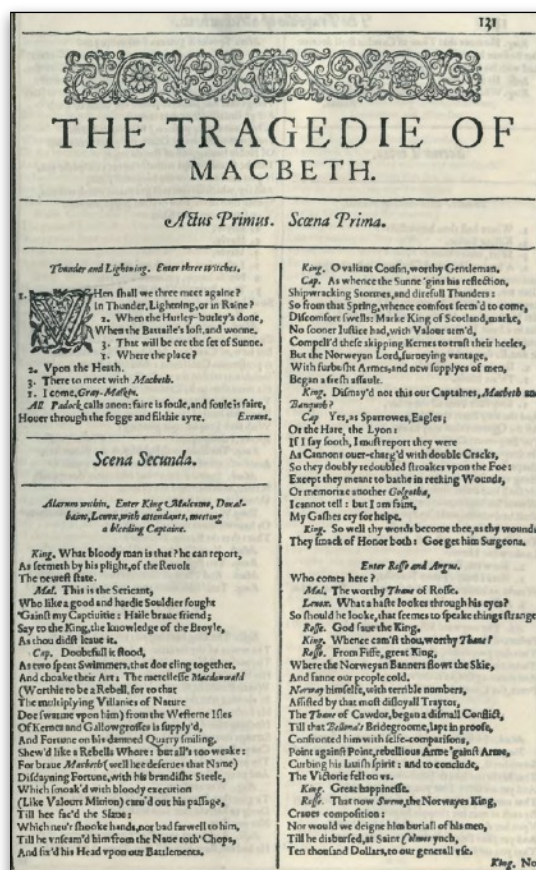 131
THE TRAGEDIE OF
MACBETH.
Actus Primus. Scœna Prima.
Thunder and Lightning. Enter three Witches.
1. WHen shall we three meet againe?
In Thunder, Lightning, or in Raine?
2. When the Hurley-burley's done,
When the Battaile's lost, and wonne.
3. That will be ere the set of Sunne.
1. Where the place?
2. Vpon the Heath.
3. There to meet with Macbeth.
1. I come, Gray-Malkin.
All. Padock calls anon: faire is foule, and foule is faire,
Houer through the fogge and filthie ayre. Exeunt.
Scena Secunda.
Alarum within. Enter King Malcome, Donal-
baine, Lenox, with attendants, meeting
a bleeding Captaine.
King. What bloody man is that? he can report,
As seemeth by his plight, of the Reuolt
The newest state.
Mal. This is the Serieant,
Who like a good and hardie Souldier fought
'Gainst my Captiuitie: Haile braue friend;
Say to the King, the knowledge of the Broyle,
As thou didst leaue it.
Cap. Doubtfull it stood,
As two spent Swimmers, that doe cling together,
And choake their Art: The mercilesse Macdonwald
(Worthie to be a Rebell, for to that
The multiplying Villanies of Nature
Doe swarme vpon him) from the Westerne Isles
Of Kernes and Gallowgrosses is supply'd,
And Fortune on his damned Quarry smiling,
Shew'd like a Rebells Whore: but all's too weake:
For braue Macbeth (well hee deserues that Name)
Disdayning Fortune, with his brandisht Steele,
Which smoak'd with bloody execution
(Like Valours Minion) caru'd out his passage,
Till hee fac'd the Slaue:
Which neu'r shooke hands, nor bad farwell to him,
Till he vnseam'd him from the Naue toth' Chops,
And fix'd his Head vpon our Battlements.
King. O valiant Cousin, worthy Gentleman.
Cap. As whence the Sunne 'gins his reflection,
Shipwracking Stormes, and direfull Thunders:
So from that Spring, whence comfort seem'd to come,
Discomfort swells: Marke King of Scotland, marke,
No sooner Iustice had, with Valour arm'd,
Compell'd these skipping Kernes to trust their heeles,
But the Norweyan Lord, surueying vantage,
With furbusht Armes, and new supplyes of men,
Began a fresh assault.
King. Dismay'd not this our Captaines, Macbeth and
Banquoh?
Cap. Yes, as Sparrowes, Eagles;
Or the Hare, the Lyon:
If I say sooth, I must report they were
As Cannons ouer-charg'd with double Cracks,
So they doubly redoubled stroakes vpon the Foe:
Except they meant to bathe in reeking Wounds,
Or memorize another Golgotha,
I cannot tell: but I am faint,
My Gashes cry for helpe.
King. So well thy words become thee, as thy wounds
They smack of Honor both: Goe get him Surgeons.
Enter Rosse and Angus.
Who comes here?
Mal. The worthy Thane of Rosse.
Lenox. What a haste lookes through his eyes?
So should he looke, that seemes to speake things strange
Rosse. God saue the King.
King. Whence cam'st thou, worthy Thane?
Rosse. From Fiffe, great King,
Where the Norweyan Banners flowt the Skie,
And fanne our people cold.
Norway himselfe, with terrible numbers,
Assisted by that most disloyall Traytor,
The Thane of Cawdor, began a dismall Conflict,
Till that Bellona's Bridegroome, lapt in proofe,
Confronted him with selfe-comparisons,
Point against Point, rebellious Arme 'gainst Arme,
Curbing his lauish spirit: and to conclude,
The Victorie fell on vs.
King. Great happinesse.
Rosse. That now Sweno, the Norwayes King,
Craues composition:
Nor would we deigne him buriall of his men,
Till he disbursed, at Saint Colmes ynch,
Ten thousand Dollars, to our generall vse.
King. No